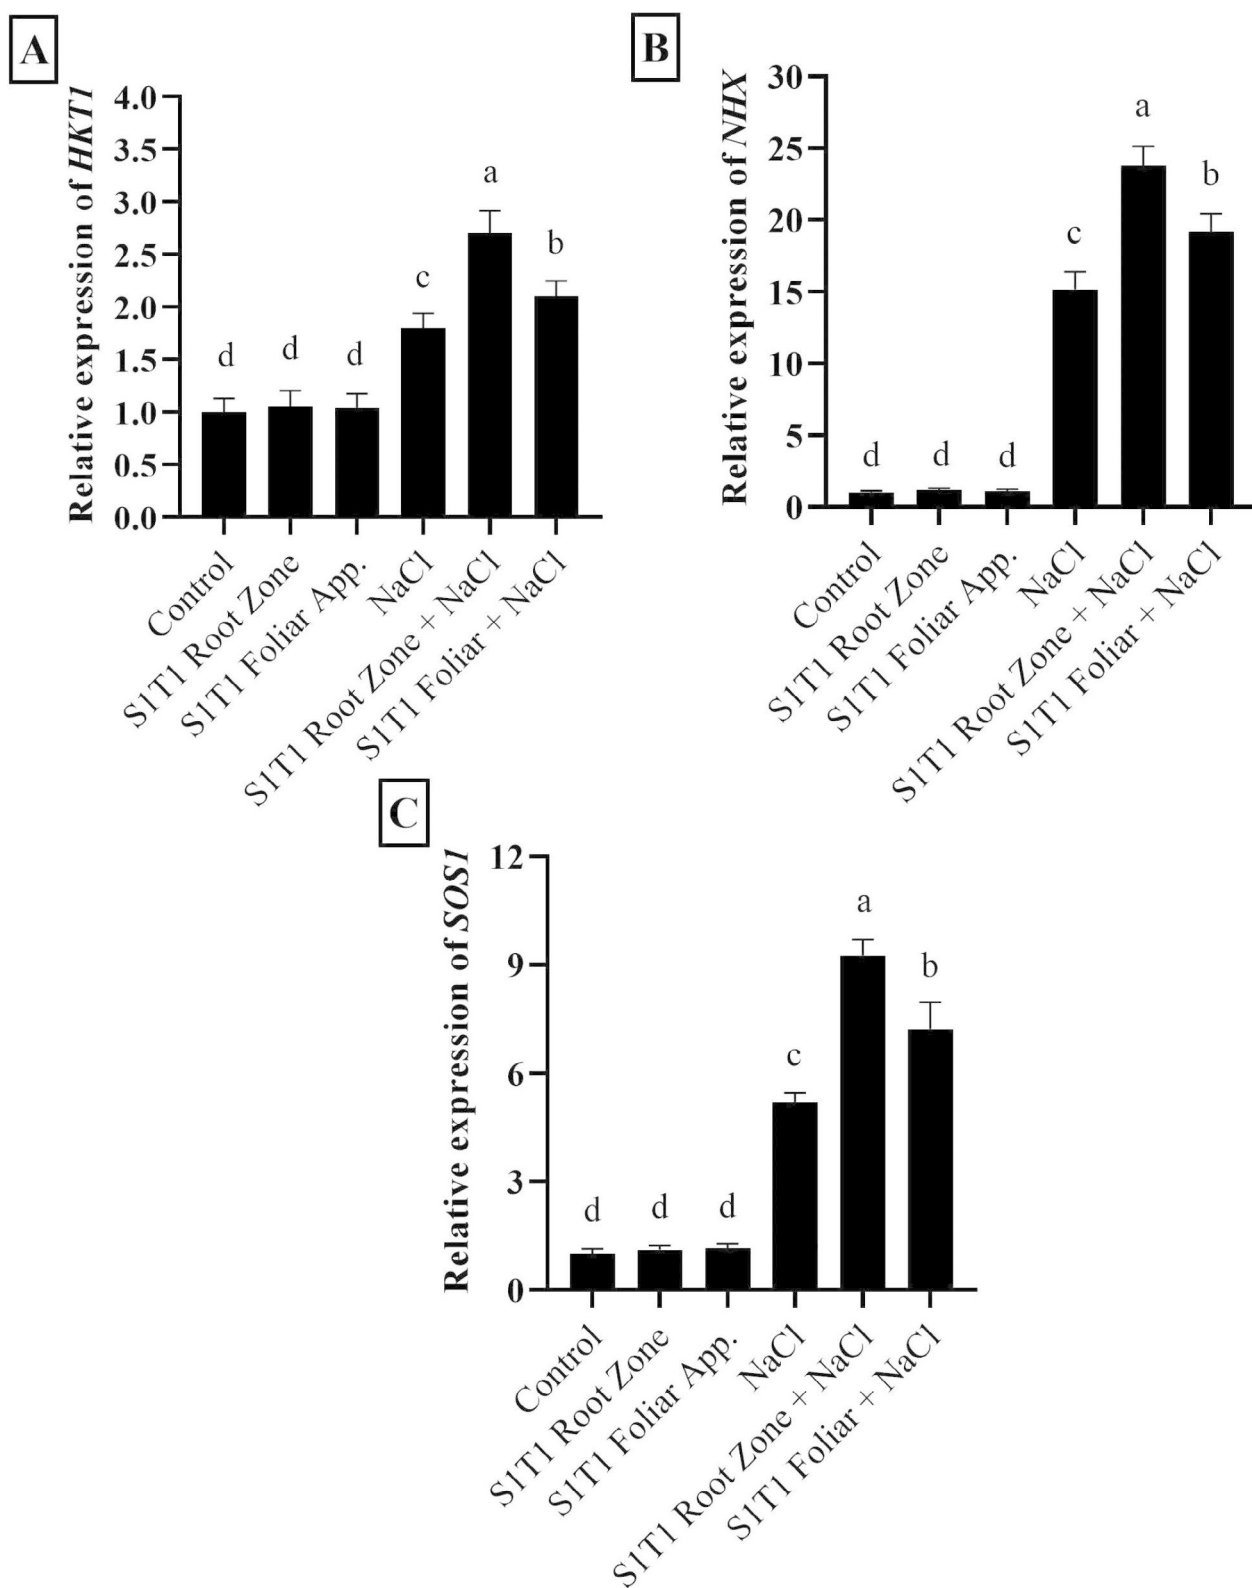 A
Relative expression of HKT1
4.0
3.5
3.0
2.5
2.0
1.5
1.0
0.5
0.0
d
d
d
c
a
b
Control
S1T1 Root Zone
S1T1 Foliar App.
NaCl
S1T1 Root Zone + NaCl
S1T1 Foliar + NaCl
B
Relative expression of NHX
30
25
20
15
10
5
0
d
d
d
c
a
b
Control
S1T1 Root Zone
S1T1 Foliar App.
NaCl
S1T1 Root Zone + NaCl
S1T1 Foliar + NaCl
C
Relative expression of SOS1
12
9
6
3
0
d
d
d
c
a
b
Control
S1T1 Root Zone
S1T1 Foliar App.
NaCl
S1T1 Root Zone + NaCl
S1T1 Foliar + NaCl